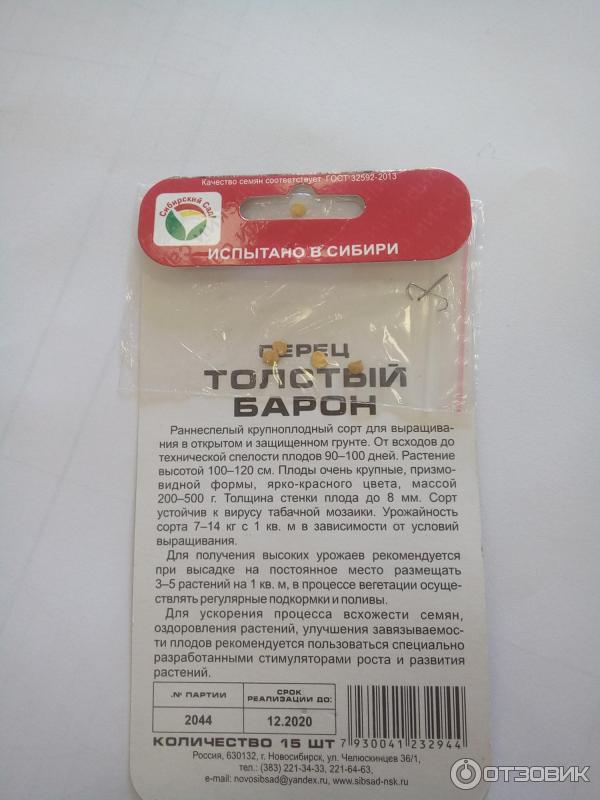 Качество семян соответствует ГОСТ 32592-2013
Сибирский Сад
ИСПЫТАНО В СИБИРИ
ПЕРЕЦ
ТОЛСТЫЙ
БАРОН
Раннеспелый крупноплодный сорт для выращива-
ния в открытом и защищенном грунте. От всходов до
технической спелости плодов 90–100 дней. Растение
высотой 100–120 см. Плоды очень крупные, призмо-
видной формы, ярко-красного цвета, массой
200–500 г. Толщина стенки плода до 8 мм. Сорт
устойчив к вирусу табачной мозаики. Урожайность
сорта 7–14 кг с 1 кв. м в зависимости от условий
выращивания.
Для получения высоких урожаев рекомендуется
при высадке на постоянное место размещать
3–5 растений на 1 кв. м, в процессе вегетации осуще-
ствлять регулярные подкормки и поливы.
Для ускорения процесса всхожести семян,
оздоровления растений, улучшения завязываемос-
ти плодов рекомендуется пользоваться специально
разработанными стимуляторами роста и развития
растений.
.№ ПАРТИИ
СРОК
РЕАЛИЗАЦИИ ДО:
2044
12.2020
КОЛИЧЕСТВО 15 ШТ
7 930041 232944
Россия, 630132, г. Новосибирск, ул. Челюскинцев 36/1,
тел.: (383) 221-34-33, 221-64-63,
e-mail: novosibsad@yandex.ru, www.sibsad-nsk.ru
ОТЗОВИК